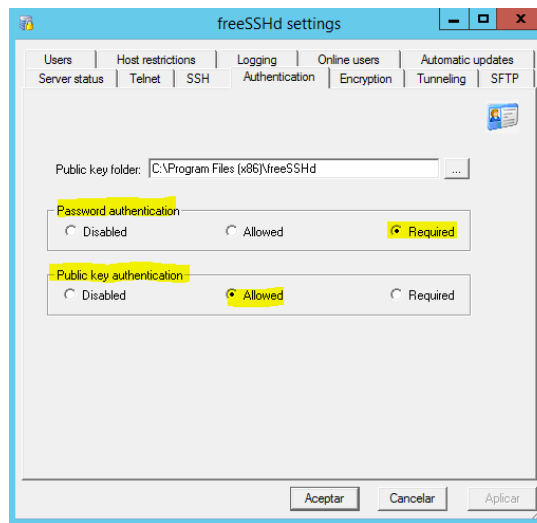 freeSSHd settings
Users Host restrictions Logging Online users Automatic updates
Server status Telnet SSH Authentication Encryption Tunneling SFTP
Public key folder: C:\Program Files (x86)\freeSSHd ...
Password authentication
Disabled Allowed Required
Public key authentication
Disabled Allowed Required
Aceptar Cancelar Aplicar